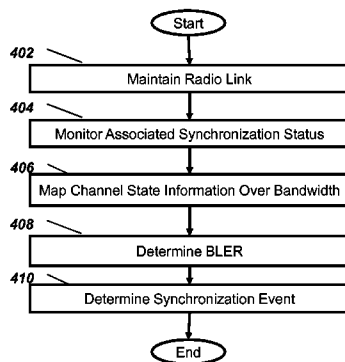 Start
402
Maintain Radio Link
404
Monitor Associated Synchronization Status
406
Map Channel State Information Over Bandwidth
408
Determine BLER
410
Determine Synchronization Event
End